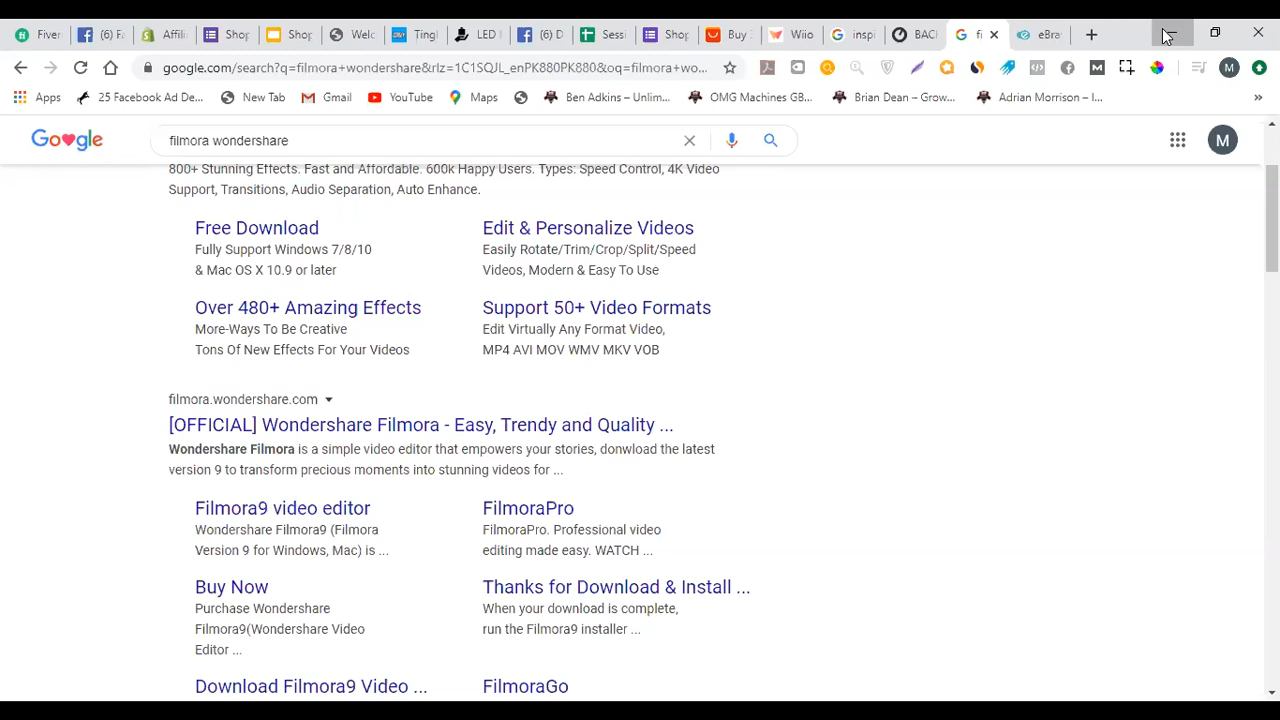 Fiver (6) Fa Affili Shop Shop Welc Tingl LED (6) D Sessi Shop Buy Wiio inspi BACK fi eBra
google.com/search?q=filmora+wondershare&rlz=1C1SQJL_enPK880PK880&oq=filmora+wo...
Apps 25 Facebook Ad De... New Tab Gmail YouTube Maps Ben Adkins – Unlim... OMG Machines GB... Brian Dean – Grow... Adrian Morrison – I... »
Google filmora wondershare M
800+ Stunning Effects. Fast and Affordable. 600k Happy Users. Types: Speed Control, 4K Video
Support, Transitions, Audio Separation, Auto Enhance.
Free Download Edit & Personalize Videos
Fully Support Windows 7/8/10 Easily Rotate/Trim/Crop/Split/Speed
& Mac OS X 10.9 or later Videos, Modern & Easy To Use
Over 480+ Amazing Effects Support 50+ Video Formats
More-Ways To Be Creative Edit Virtually Any Format Video,
Tons Of New Effects For Your Videos MP4 AVI MOV WMV MKV VOB
filmora.wondershare.com
[OFFICIAL] Wondershare Filmora - Easy, Trendy and Quality ...
Wondershare Filmora is a simple video editor that empowers your stories, donwload the latest
version 9 to transform precious moments into stunning videos for ...
Filmora9 video editor FilmoraPro
Wondershare Filmora9 (Filmora FilmoraPro. Professional video
Version 9 for Windows, Mac) is ... editing made easy. WATCH ...
Buy Now Thanks for Download & Install ...
Purchase Wondershare When your download is complete,
Filmora9(Wondershare Video run the Filmora9 installer ...
Editor ...
Download Filmora9 Video ... FilmoraGo